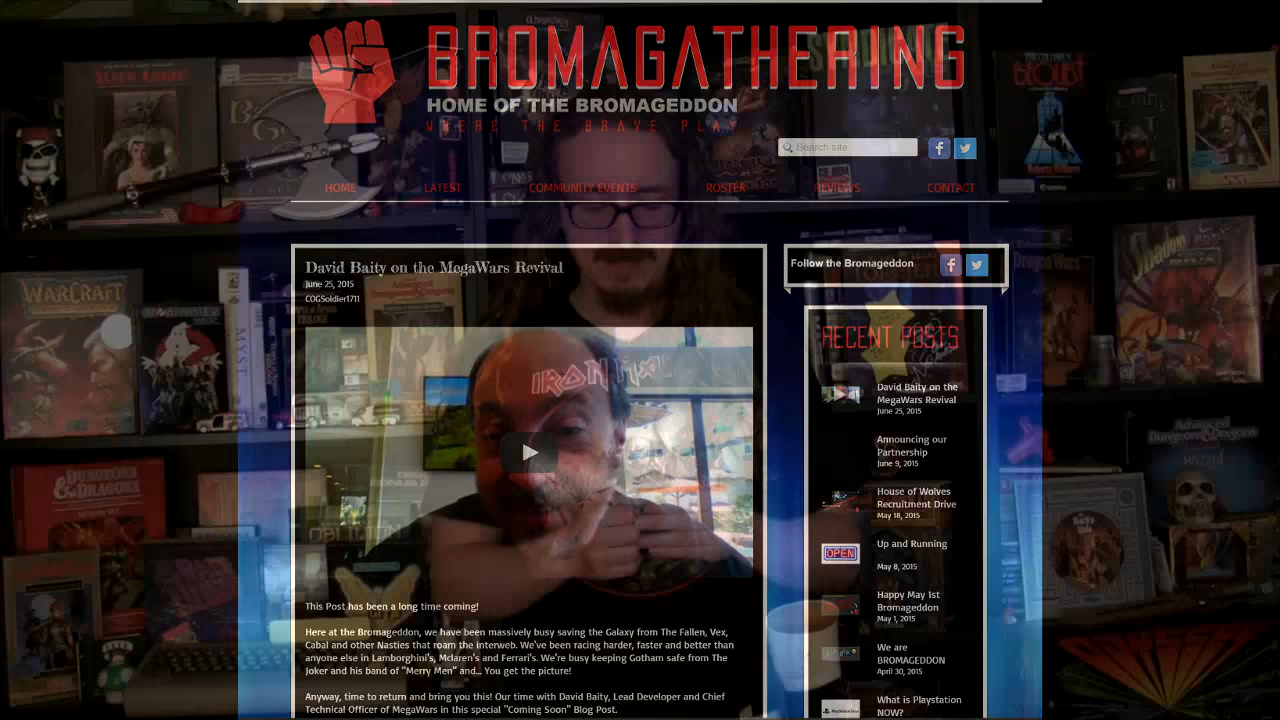 BROMAGATHERING
HOME OF THE BROMAGEDDON
WHERE THE BRAVE PLAY
Search site
HOME LATEST COMMUNITY EVENTS ROSTER REVIEWS CONTACT
David Baity on the MegaWars Revival
June 25, 2015
COGSoldier1711
IRON
This Post has been a long time coming!
Here at the Bromageddon, we have been massively busy saving the Galaxy from The Fallen, Vex,
Cabal and other Nasties that roam the interweb. We've been racing harder, faster and better than
anyone else in Lamborghini's, Mclaren's and Ferrari's. We're busy keeping Gotham safe from The
Joker and his band of "Merry Men" and... You get the picture!
Anyway, time to return and bring you this! Our time with David Baity, Lead Developer and Chief
Technical Officer of MegaWars in this special "Coming Soon" Blog Post.
Follow the Bromageddon
RECENT POSTS
David Baity on the
MegaWars Revival
June 25, 2015
Announcing our
Partnership
June 9, 2015
House of Wolves
Recruitment Drive
May 18, 2015
OPEN
Up and Running
May 8, 2015
Happy May 1st
Bromageddon
May 1, 2015
We are
BROMAGEDDON
April 30, 2015
What is Playstation
NOW?
WARCRAFT
MYST
DUNGEONS
& DRAGONS
OBLIVION
Advanced
Dungeons & Dragons